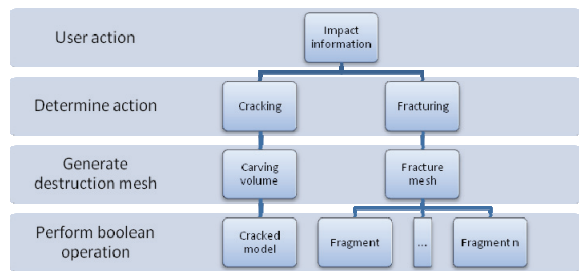 User action
Impact
information
Determine action
Cracking
Fracturing
Generate
destruction mesh
Carving
volume
Fracture
mesh
Perform boolean
operation
Cracked
model
Fragment
...
Fragment n